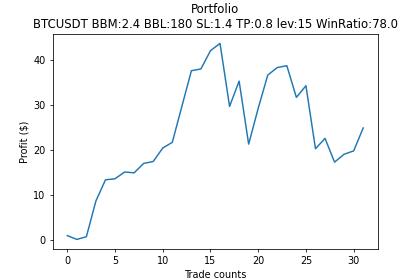 Portfolio
BTCUSDT BBM:2.4 BBL:180 SL:1.4 TP:0.8 lev:15 WinRatio:78.0
40
30
20
10
0
Profit ($)
0 5 10 15 20 25 30
Trade counts